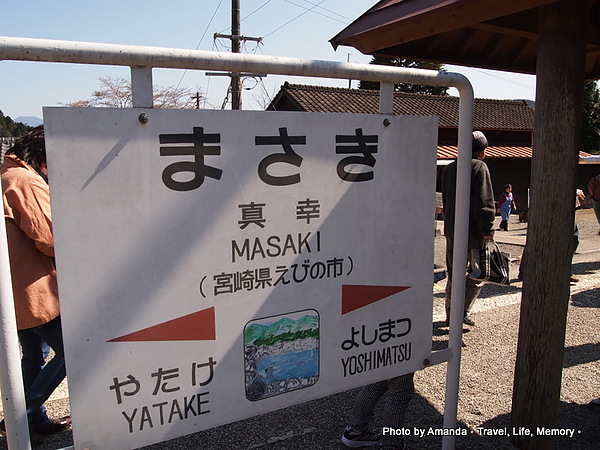 まさき
真幸
MASAKI
(宮崎県えびの市)
よしまつ
YOSHIMATSU
やたけ
YATAKE
Photo by Amanda - Travel, Life, Memory -